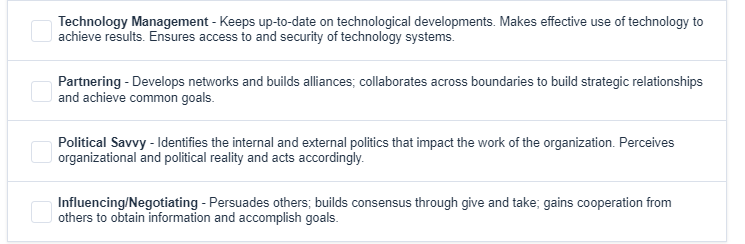 Technology Management - Keeps up-to-date on technological developments. Makes effective use of technology to
achieve results. Ensures access to and security of technology systems.
Partnering - Develops networks and builds alliances; collaborates across boundaries to build strategic relationships
and achieve common goals.
Political Savvy - Identifies the internal and external politics that impact the work of the organization. Perceives
organizational and political reality and acts accordingly.
Influencing/Negotiating - Persuades others; builds consensus through give and take; gains cooperation from
others to obtain information and accomplish goals.